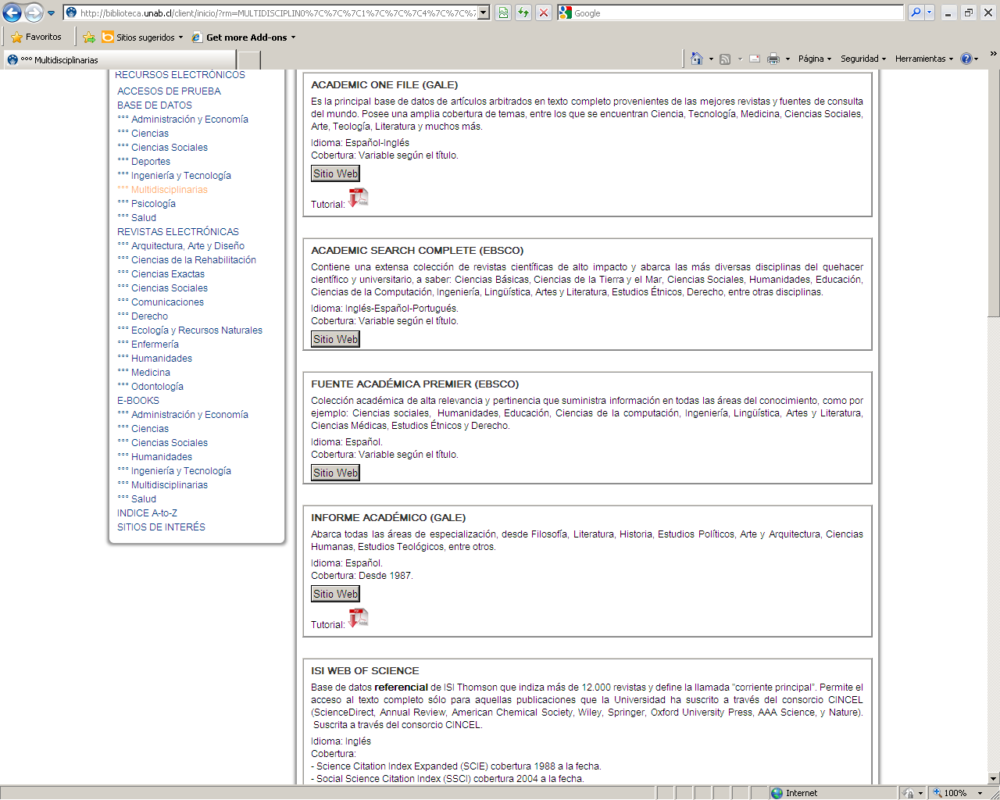 http://biblioteca.unab.cl/client/inicio/?rm=MULTIDISCIPLIN0%7C%7C%7C1%7C%7C%7C4%7C%7C%7
Google
Favoritos
Sitios sugeridos
Get more Add-ons
°°° Multidisciplinarias
Página
Seguridad
Herramientas
RECURSOS ELECTRÓNICOS
ACCESOS DE PRUEBA
BASE DE DATOS
°°° Administración y Economía
°°° Ciencias
°°° Ciencias Sociales
°°° Deportes
°°° Ingeniería y Tecnología
°°° Multidisciplinarias
°°° Psicología
°°° Salud
REVISTAS ELECTRÓNICAS
°°° Arquitectura, Arte y Diseño
°°° Ciencias de la Rehabilitación
°°° Ciencias Exactas
°°° Ciencias Sociales
°°° Comunicaciones
°°° Derecho
°°° Ecología y Recursos Naturales
°°° Enfermería
°°° Humanidades
°°° Medicina
°°° Odontología
E-BOOKS
°°° Administración y Economía
°°° Ciencias
°°° Ciencias Sociales
°°° Humanidades
°°° Ingeniería y Tecnología
°°° Multidisciplinarias
°°° Salud
INDICE A-to-Z
SITIOS DE INTERÉS
ACADEMIC ONE FILE (GALE)
Es la principal base de datos de artículos arbitrados en texto completo provenientes de las mejores revistas y fuentes de consulta
del mundo. Posee una amplia cobertura de temas, entre los que se encuentran Ciencia, Tecnología, Medicina, Ciencias Sociales,
Arte, Teología, Literatura y muchos más.
Idioma: Español-Inglés
Cobertura: Variable según el título.
Sitio Web
Tutorial:
ACADEMIC SEARCH COMPLETE (EBSCO)
Contiene una extensa colección de revistas científicas de alto impacto y abarca las más diversas disciplinas del quehacer
científico y universitario, a saber: Ciencias Básicas, Ciencias de la Tierra y el Mar, Ciencias Sociales, Humanidades, Educación,
Ciencias de la Computación, Ingeniería, Lingüística, Artes y Literatura, Estudios Étnicos, Derecho, entre otras disciplinas.
Idioma: Inglés-Español-Portugués.
Cobertura: Variable según el título.
Sitio Web
FUENTE ACADÉMICA PREMIER (EBSCO)
Colección académica de alta relevancia y pertinencia que suministra información en todas las áreas del conocimiento, como por
ejemplo: Ciencias sociales, Humanidades, Educación, Ciencias de la computación, Ingeniería, Lingüística, Artes y Literatura,
Ciencias Médicas, Estudios Étnicos y Derecho.
Idioma: Español.
Cobertura: Variable según el título.
Sitio Web
INFORME ACADÉMICO (GALE)
Abarca todas las áreas de especialización, desde Filosofía, Literatura, Historia, Estudios Políticos, Arte y Arquitectura, Ciencias
Humanas, Estudios Teológicos, entre otros.
Idioma: Español.
Cobertura: Desde 1987.
Sitio Web
Tutorial:
ISI WEB OF SCIENCE
Base de datos referencial de ISI Thomson que indiza más de 12.000 revistas y define la llamada "corriente principal". Permite el
acceso al texto completo sólo para aquellas publicaciones que la Universidad ha suscrito a través del consorcio CINCEL
(ScienceDirect, Annual Review, American Chemical Society, Wiley, Springer, Oxford University Press, AAA Science, y Nature).
Suscrita a través del consorcio CINCEL.
Idioma: Inglés
Cobertura:
- Science Citation Index Expanded (SCIE) cobertura 1988 a la fecha.
- Social Science Citation Index (SSCI) cobertura 2004 a la fecha.
Internet
100%